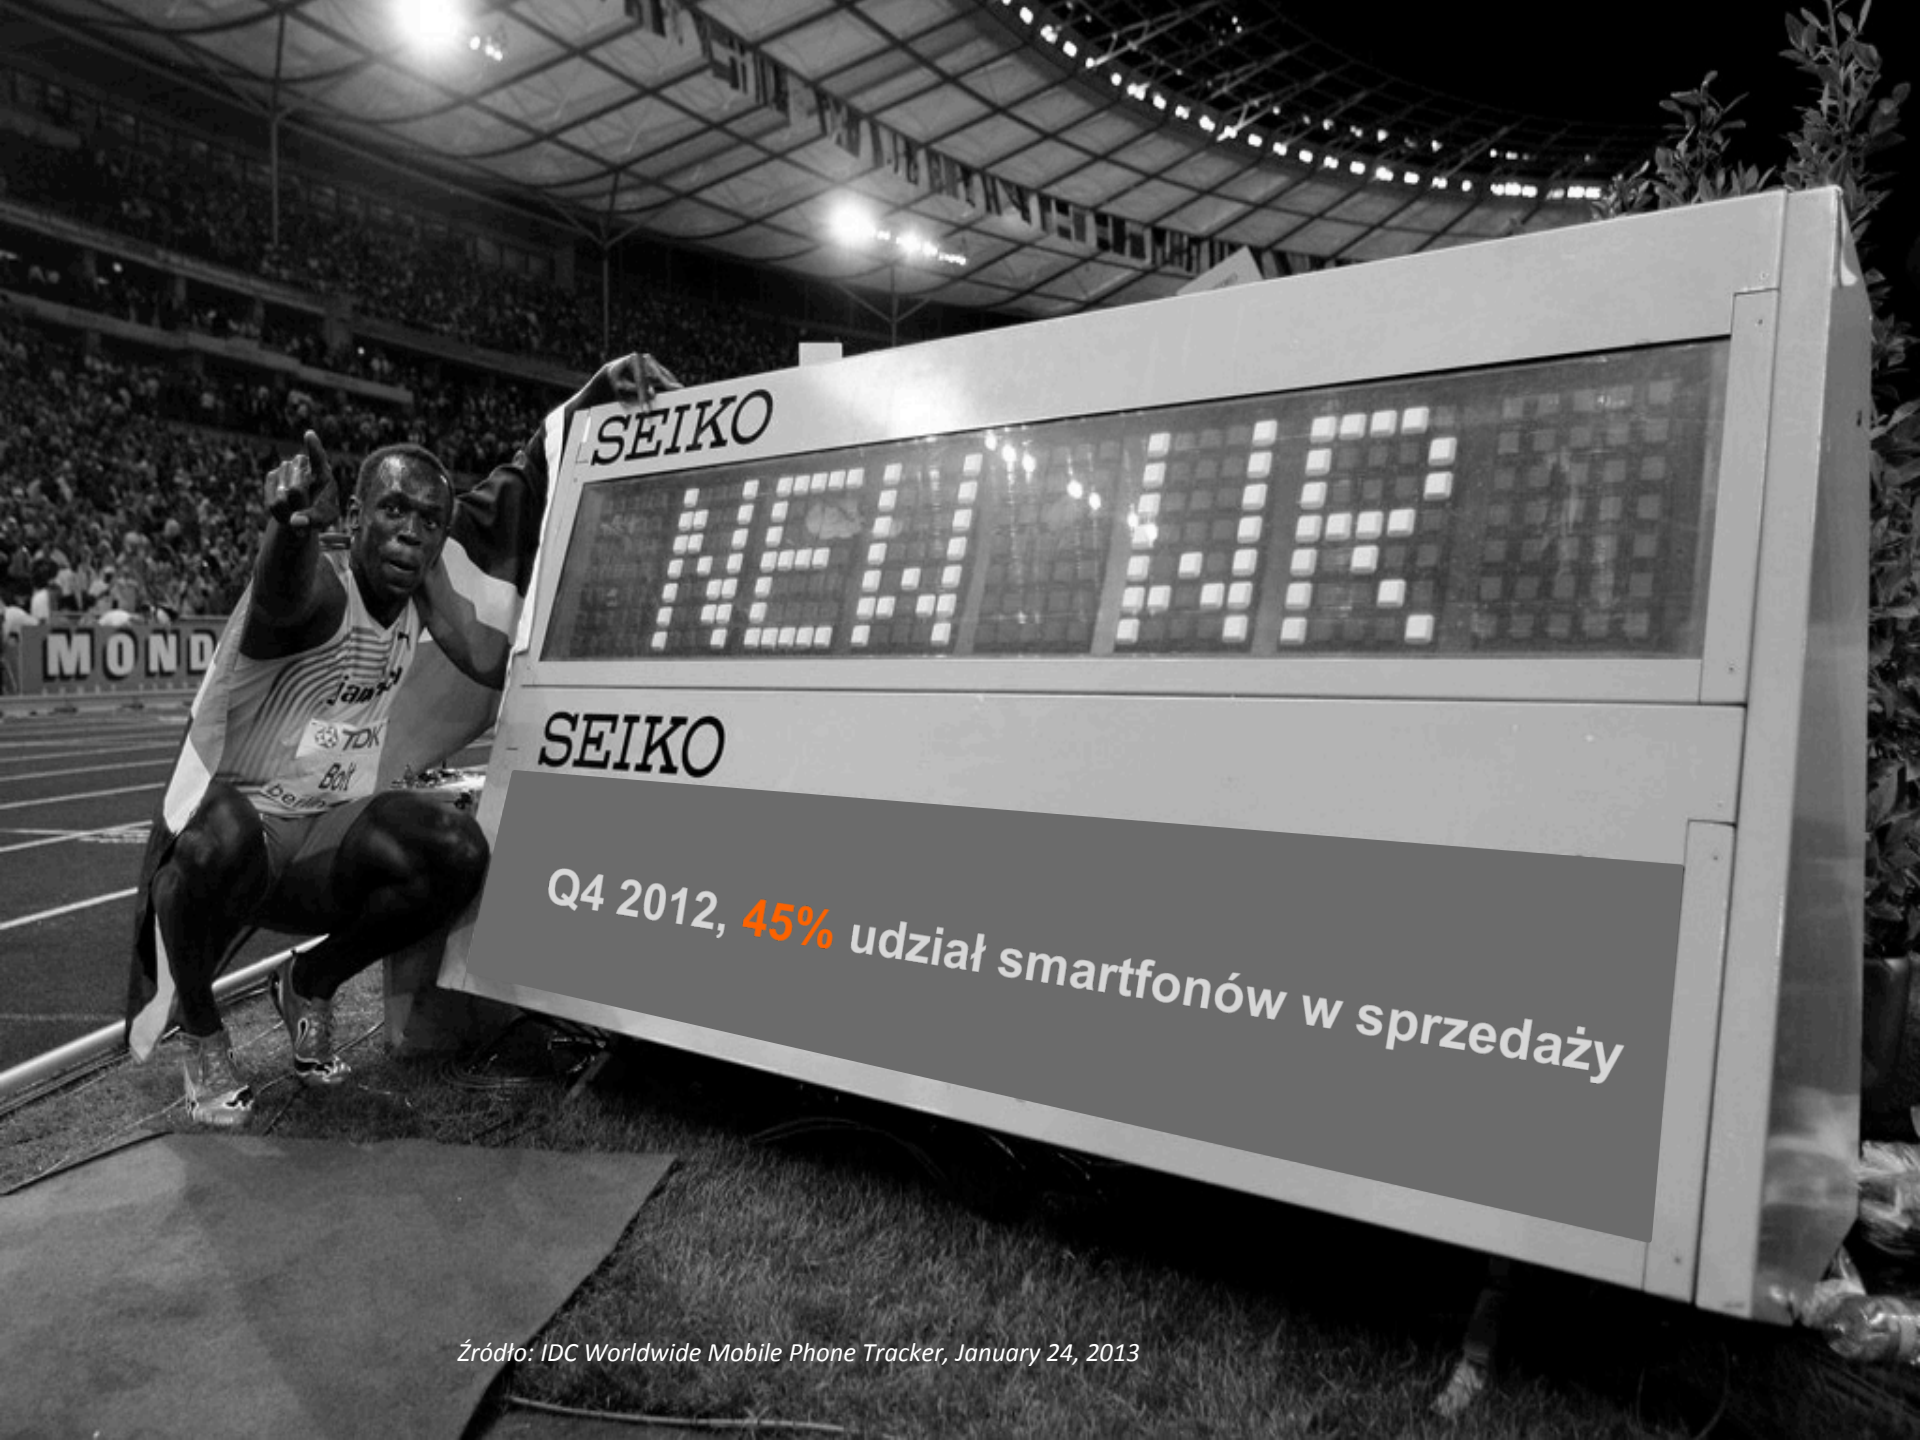 SEIKO
NEW WR
MOND
SEIKO
TDK
Bolt
berlin
Q4 2012, 45% udział smartfonów w sprzedaży
Źródło: IDC Worldwide Mobile Phone Tracker, January 24, 2013